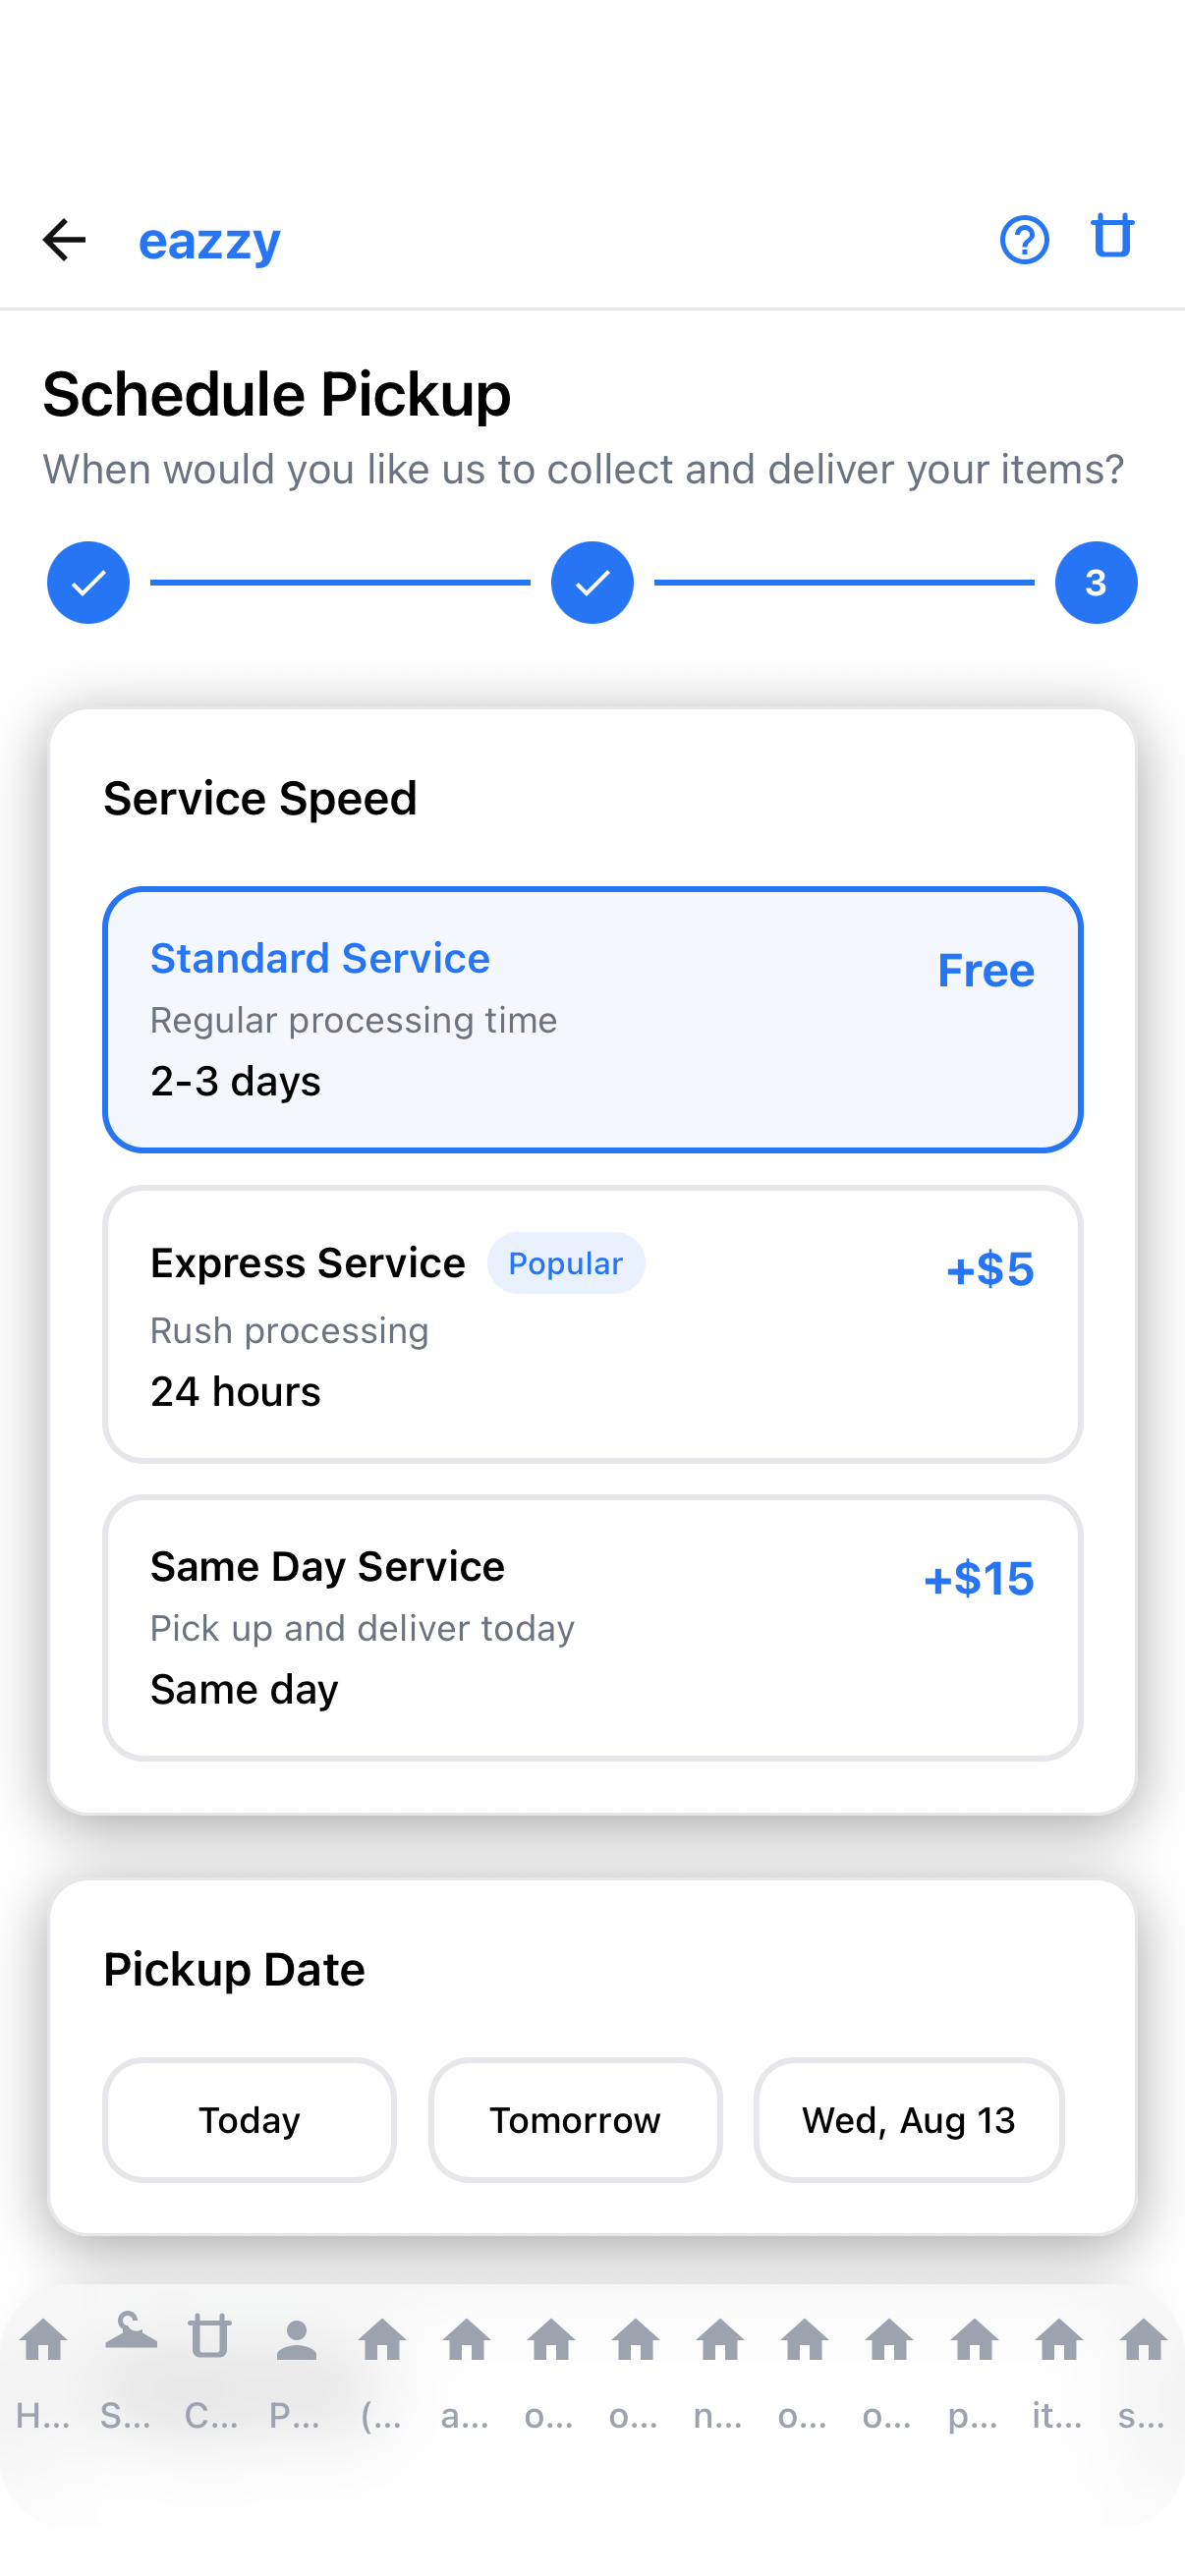 eazzy
Schedule Pickup
When would you like us to collect and deliver your items?
3
Service Speed
Standard Service
Free
Regular processing time
2-3 days
Express Service Popular
+$5
Rush processing
24 hours
Same Day Service
+$15
Pick up and deliver today
Same day
Pickup Date
Today Tomorrow Wed, Aug 13
H... S... C... P... (... a... o... o... n... o... o... p... it... s...